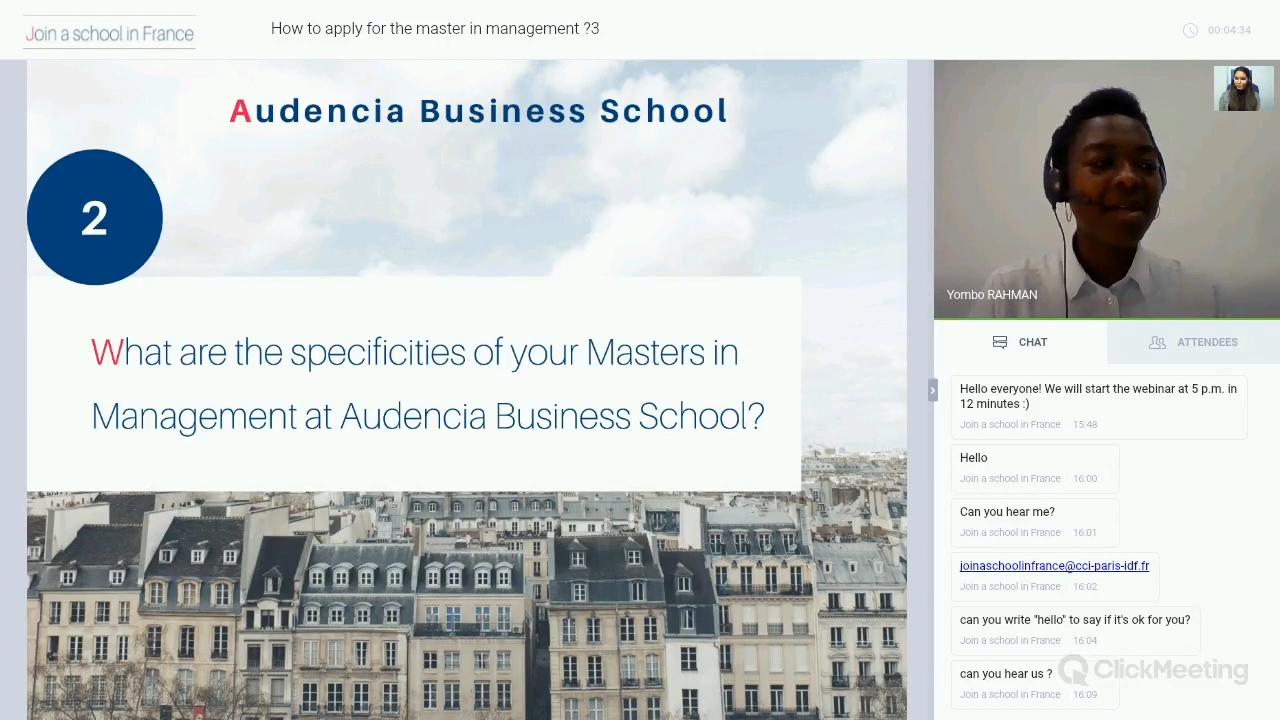 Join a school in France
How to apply for the master in management ?3
00:04:34
Audencia Business School
2
What are the specificities of your Masters in
Management at Audencia Business School?
Yombo RAHMAN
CHAT
ATTENDEES
Hello everyone! We will start the webinar at 5 p.m. in
12 minutes :)
Join a school in France 15:48
Hello
Join a school in France 16:00
Can you hear me?
Join a school in France 16:01
joinaschoolinfrance@cci-paris-idf.fr
Join a school in France 16:02
can you write "hello" to say if it's ok for you?
Join a school in France 16:04
can you hear us ?
Join a school in France 16:09
ClickMeeting